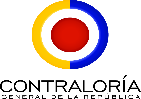 CONTRALORÍA
GENERAL DE LA REPÚBLICA